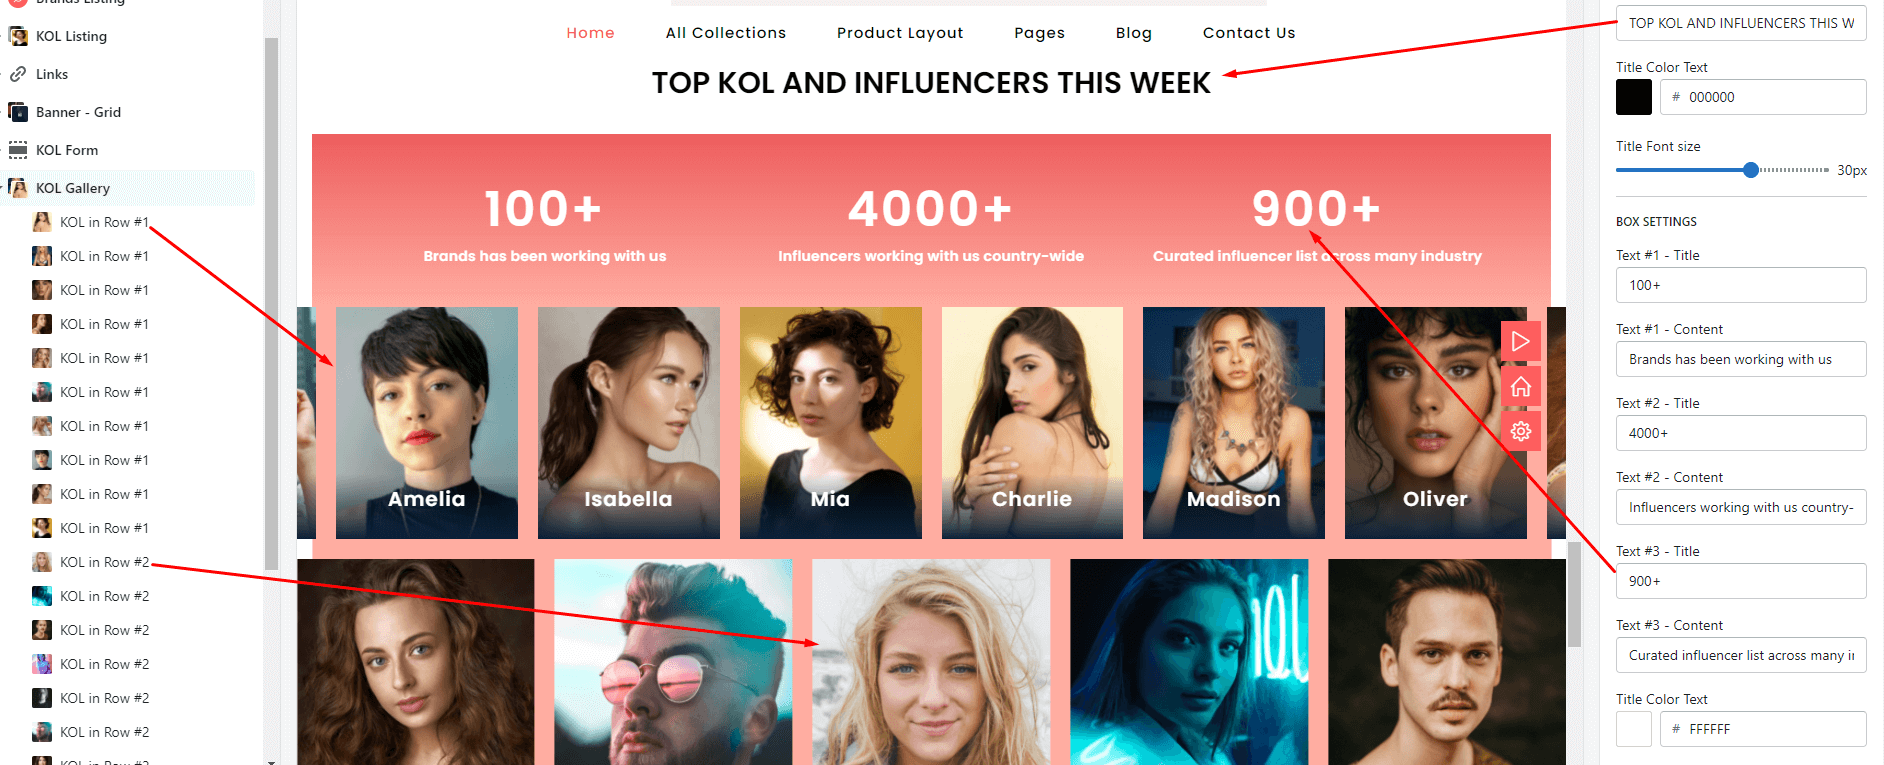 Brands Listing
KOL Listing
Links
Banner - Grid
KOL Form
KOL Gallery
KOL in Row #1
KOL in Row #1
KOL in Row #1
KOL in Row #1
KOL in Row #1
KOL in Row #1
KOL in Row #1
KOL in Row #1
KOL in Row #1
KOL in Row #1
KOL in Row #2
KOL in Row #2
KOL in Row #2
KOL in Row #2
KOL in Row #2
KOL in Row #2
KOL in Row #2
Home All Collections Product Layout Pages Blog Contact Us
TOP KOL AND INFLUENCERS THIS WEEK
100+ 4000+ 900+
Brands has been working with us Influencers working with us country-wide Curated influencer list across many industry
Amelia Isabella Mia Charlie Madison Oliver
TOP KOL AND INFLUENCERS THIS W
Title Color Text
# 000000
Title Font size
30px
BOX SETTINGS
Text #1 - Title
100+
Text #1 - Content
Brands has been working with us
Text #2 - Title
4000+
Text #2 - Content
Influencers working with us country-
Text #3 - Title
900+
Text #3 - Content
Curated influencer list across many i
Title Color Text
# FFFFFF